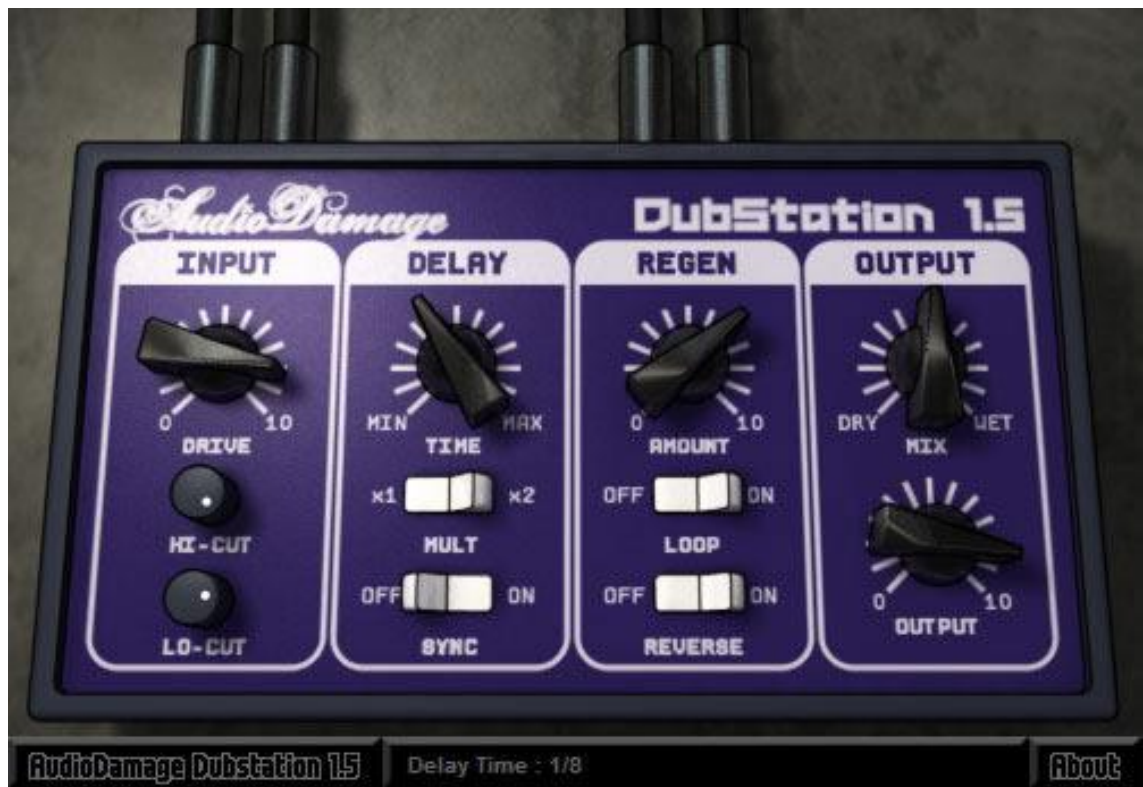 AudioDamage
DubStation 1.5
INPUT
DELAY
REGEN
OUTPUT
0 10
DRIVE
MIN MAX
TIME
0 10
AMOUNT
DRY WET
MIX
HI-CUT
x1 x2
MULT
OFF ON
LOOP
LO-CUT
OFF ON
SYNC
OFF ON
REVERSE
0 10
OUTPUT
AudioDamage Dubstation 1.5
Delay Time : 1/8
About